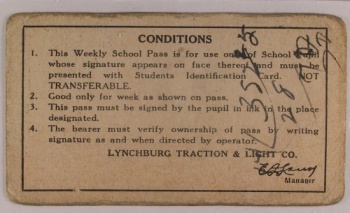 CONDITIONS
1. This Weekly School Pass is for use only of School Pupil
whose signature appears on face thereof and must be
presented with Students Identification Card. NOT
TRANSFERABLE.
2. Good only for week as shown on pass.
3. This pass must be signed by the pupil in ink in the place
designated.
4. The bearer must verify ownership of pass by writing
signature as and when directed by operator.
LYNCHBURG TRACTION & LIGHT CO.
Manager